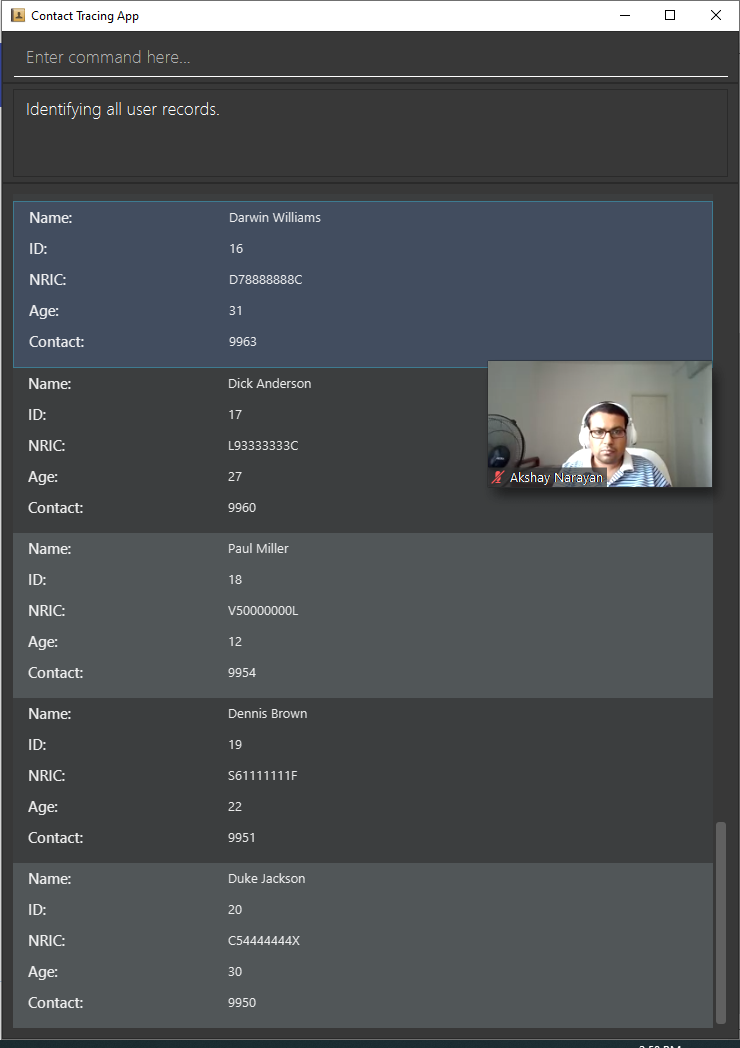 Contact Tracing App
Enter command here...
Identifying all user records.
Name: Darwin Williams
ID: 16
NRIC: D78888888C
Age: 31
Contact: 9963
Name: Dick Anderson
ID: 17
NRIC: L93333333C
Age: 27
Contact: 9960
Akshay Narayan
Name: Paul Miller
ID: 18
NRIC: V50000000L
Age: 12
Contact: 9954
Name: Dennis Brown
ID: 19
NRIC: S61111111F
Age: 22
Contact: 9951
Name: Duke Jackson
ID: 20
NRIC: C54444444X
Age: 30
Contact: 9950